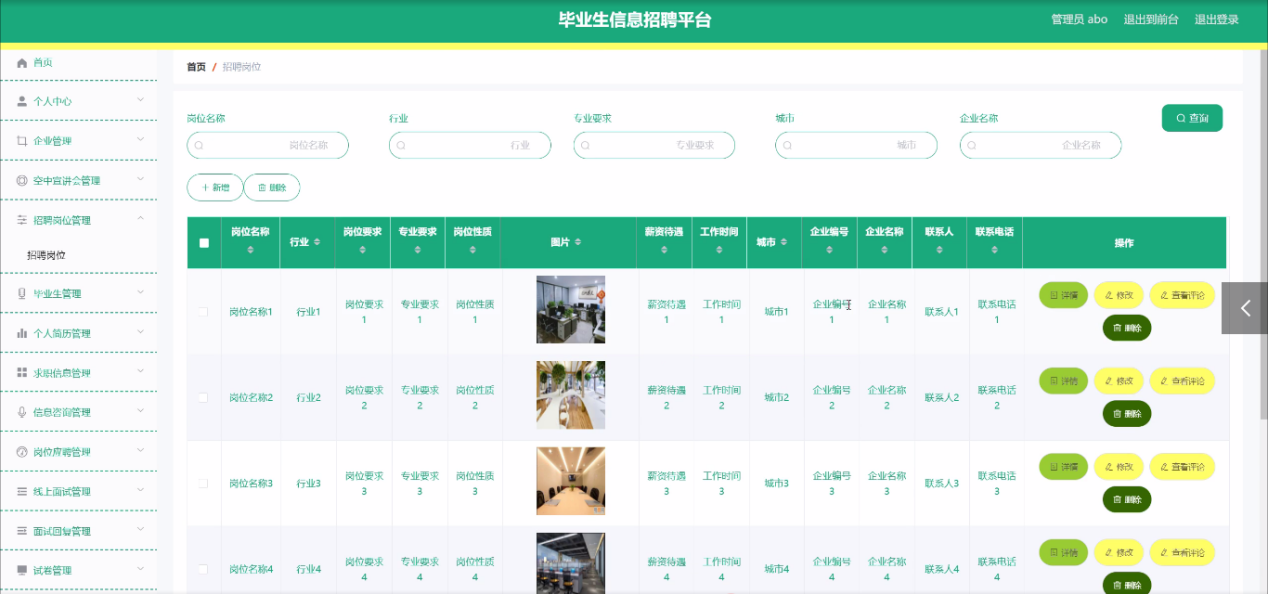 毕业生信息招聘平台
管理员 abo 退出到前台 退出登录
首页
个人中心
企业管理
空中宣讲会管理
招聘岗位管理
招聘岗位
毕业生管理
个人简历管理
求职信息管理
信息咨询管理
岗位应聘管理
线上面试管理
面试回复管理
试卷管理
首页 / 招聘岗位
岗位名称 行业 专业要求 城市 企业名称
岗位名称 行业 专业要求 城市 企业名称 查询
新增 删除
岗位名称 行业 岗位要求 专业要求 岗位性质 图片 薪资待遇 工作时间 城市 企业编号 企业名称 联系人 联系电话 操作
岗位名称1 行业1 岗位要求1 专业要求1 岗位性质1 薪资待遇1 工作时间1 城市1 企业编号1 企业名称1 联系人1 联系电话1 详情 修改 查看评论
删除
岗位名称2 行业2 岗位要求2 专业要求2 岗位性质2 薪资待遇2 工作时间2 城市2 企业编号2 企业名称2 联系人2 联系电话2 详情 修改 查看评论
删除
岗位名称3 行业3 岗位要求3 专业要求3 岗位性质3 薪资待遇3 工作时间3 城市3 企业编号3 企业名称3 联系人3 联系电话3 详情 修改 查看评论
删除
岗位名称4 行业4 岗位要求4 专业要求4 岗位性质4 薪资待遇4 工作时间4 城市4 企业编号4 企业名称4 联系人4 联系电话4 详情 修改 查看评论
删除